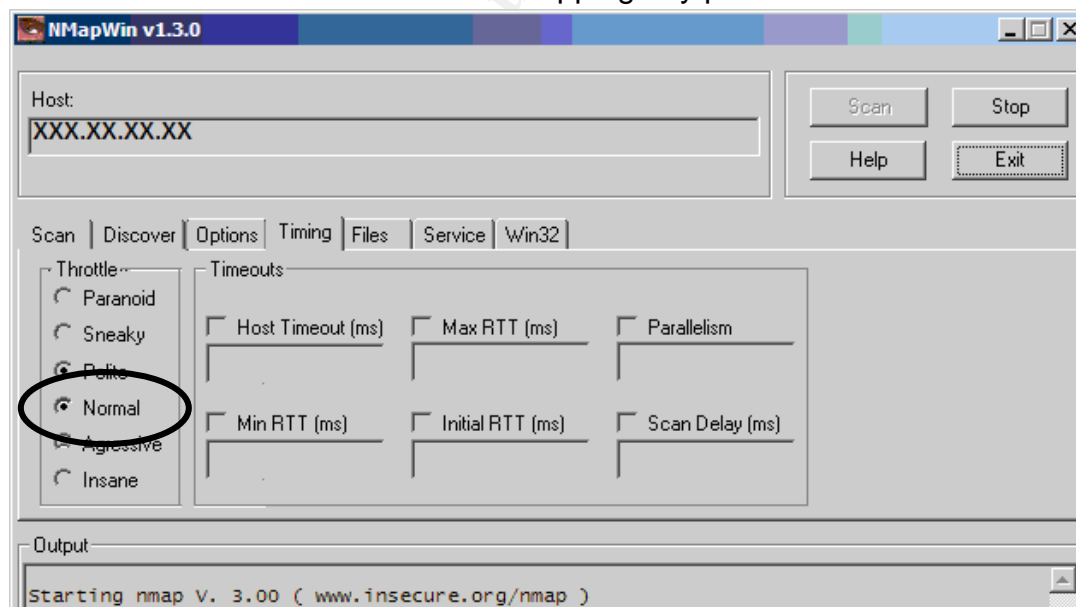 NMapWin v1.3.0
Host:
XXX.XX.XX.XX
Scan Stop
Help Exit
Scan Discover Options Timing Files Service Win32
Throttle
Timeouts
Paranoid
Sneaky
Polite
Normal
Agressive
Insane
Host Timeout (ms) Max RTT (ms) Parallelism
Min RTT (ms) Initial RTT (ms) Scan Delay (ms)
Output
Starting nmap V. 3.00 ( www.insecure.org/nmap )